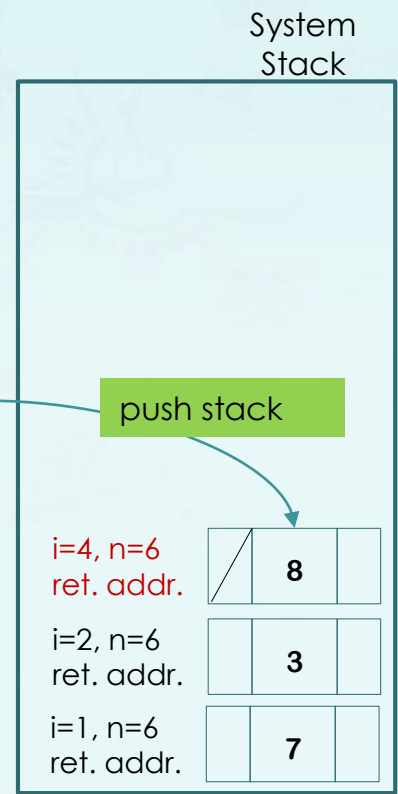 System
Stack
push stack
i=4, n=6
ret. addr.
8
i=2, n=6
ret. addr.
3
i=1, n=6
ret. addr.
7